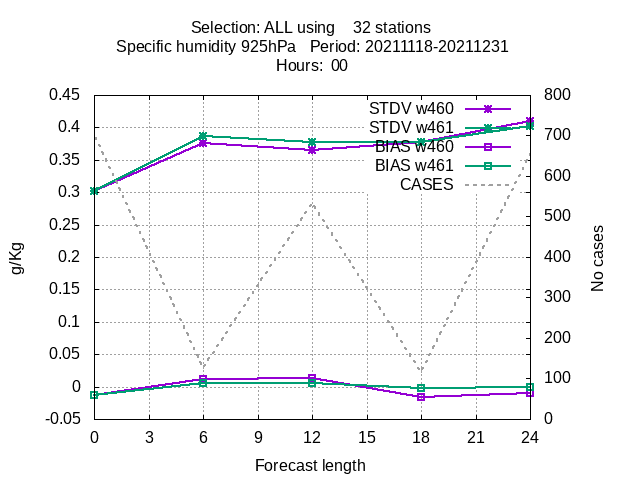 Selection: ALL using    32 stations
Specific humidity 925hPa   Period: 20211118-20211231
Hours:  00
0.45
0.4
0.35
0.3
0.25
0.2
0.15
0.1
0.05
0
-0.05
g/Kg
STDV w460
STDV w461
BIAS w460
BIAS w461
CASES
800
700
600
500
400
300
200
100
0
No cases
0 3 6 9 12 15 18 21 24
Forecast length